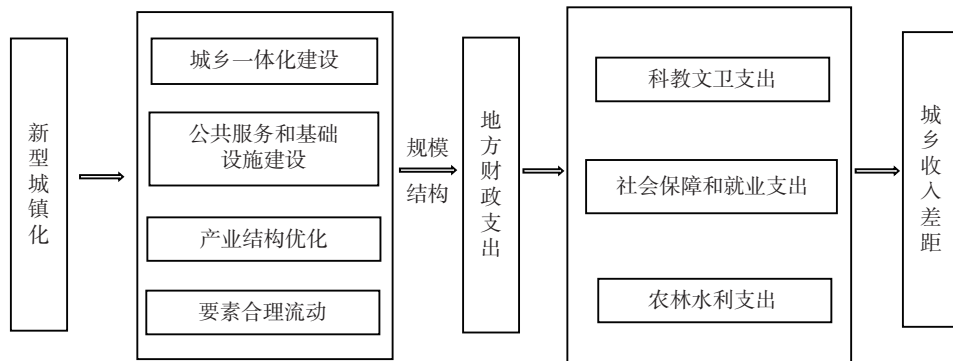 新型城镇化
城乡一体化建设
公共服务和基础
设施建设
产业结构优化
要素合理流动
规模
结构
地方财政支出
科教文卫支出
社会保障和就业支出
农林水利支出
城乡收入差距